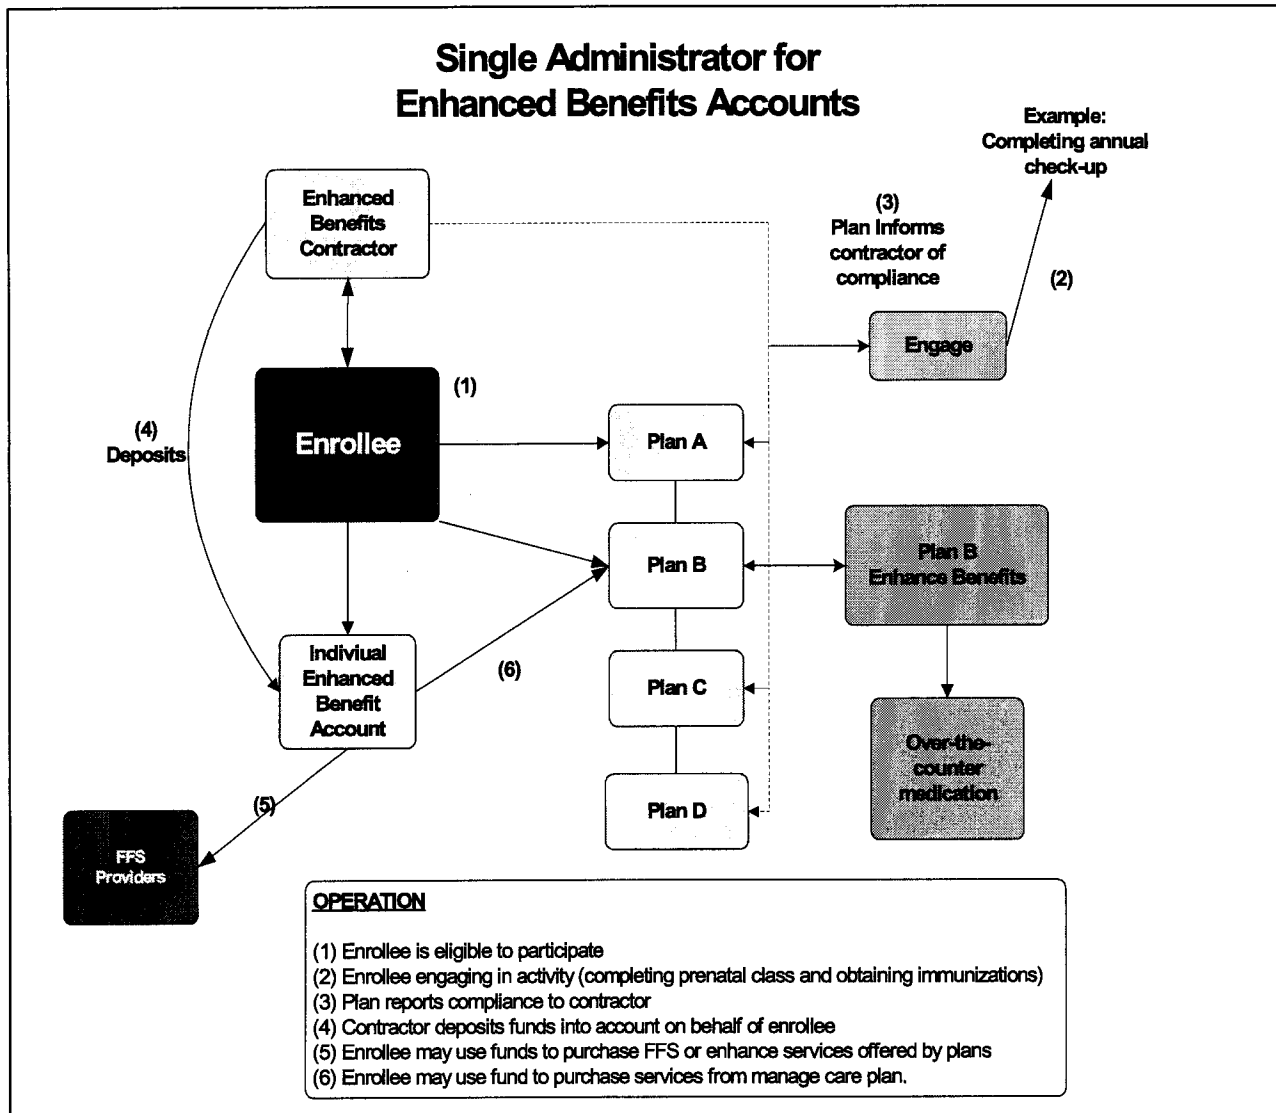 Single Administrator for
Enhanced Benefits Accounts
Example:
Completing annual
check-up
Enhanced
Benefits
Contractor
(3)
Plan Informs
contractor of
compliance
(2)
Engage
(1)
Enrollee
(4)
Deposits
Plan A
Plan B
Plan B
Enhance Benefits
Indiviual
Enhanced
Benefit
Account
(6)
Plan C
Over-the-
counter
medication
Plan D
(5)
FFS
Providers
OPERATION
(1) Enrollee is eligible to participate
(2) Enrollee engaging in activity (completing prenatal class and obtaining immunizations)
(3) Plan reports compliance to contractor
(4) Contractor deposits funds into account on behalf of enrollee
(5) Enrollee may use funds to purchase FFS or enhance services offered by plans
(6) Enrollee may use fund to purchase services from manage care plan.